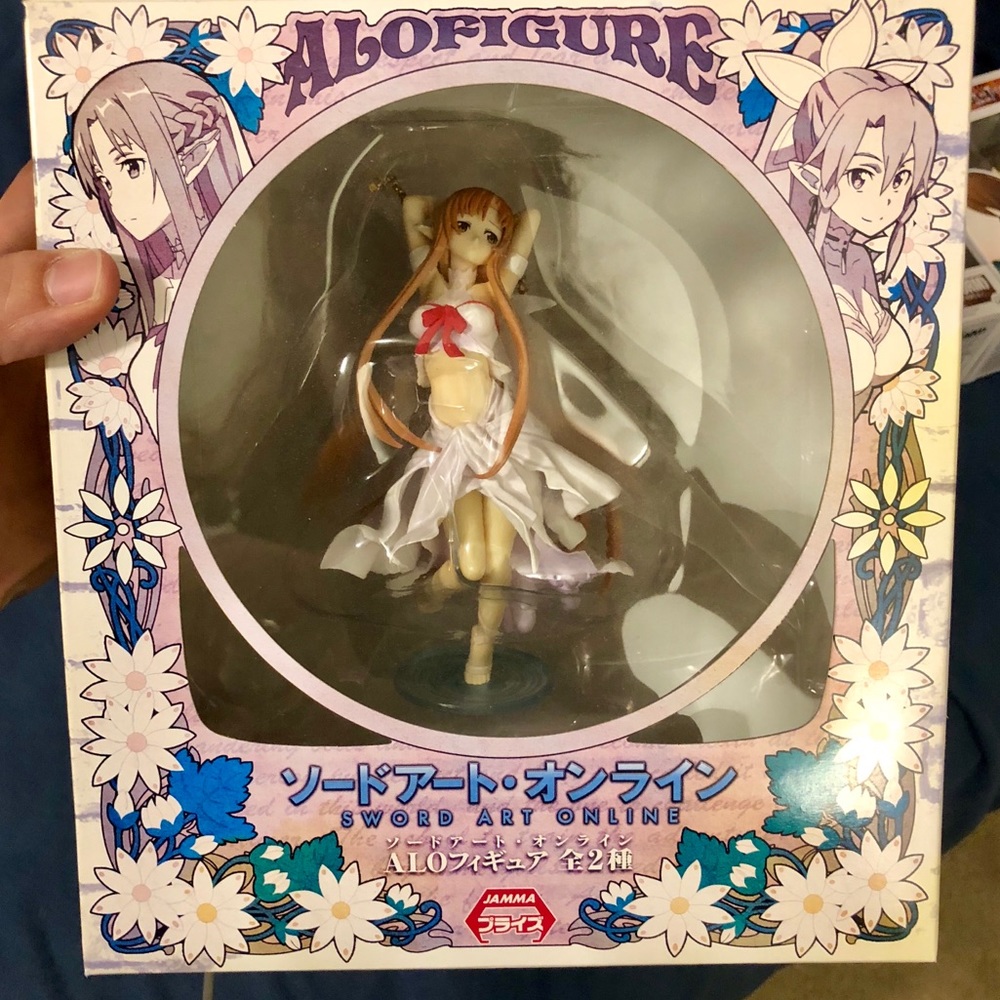 ALOFIGURE
ソードアート・オンライン
SWORD ART ONLINE
ソードアート・オンライン
ALOフィギュア 全2種
JAMMA
プライズ